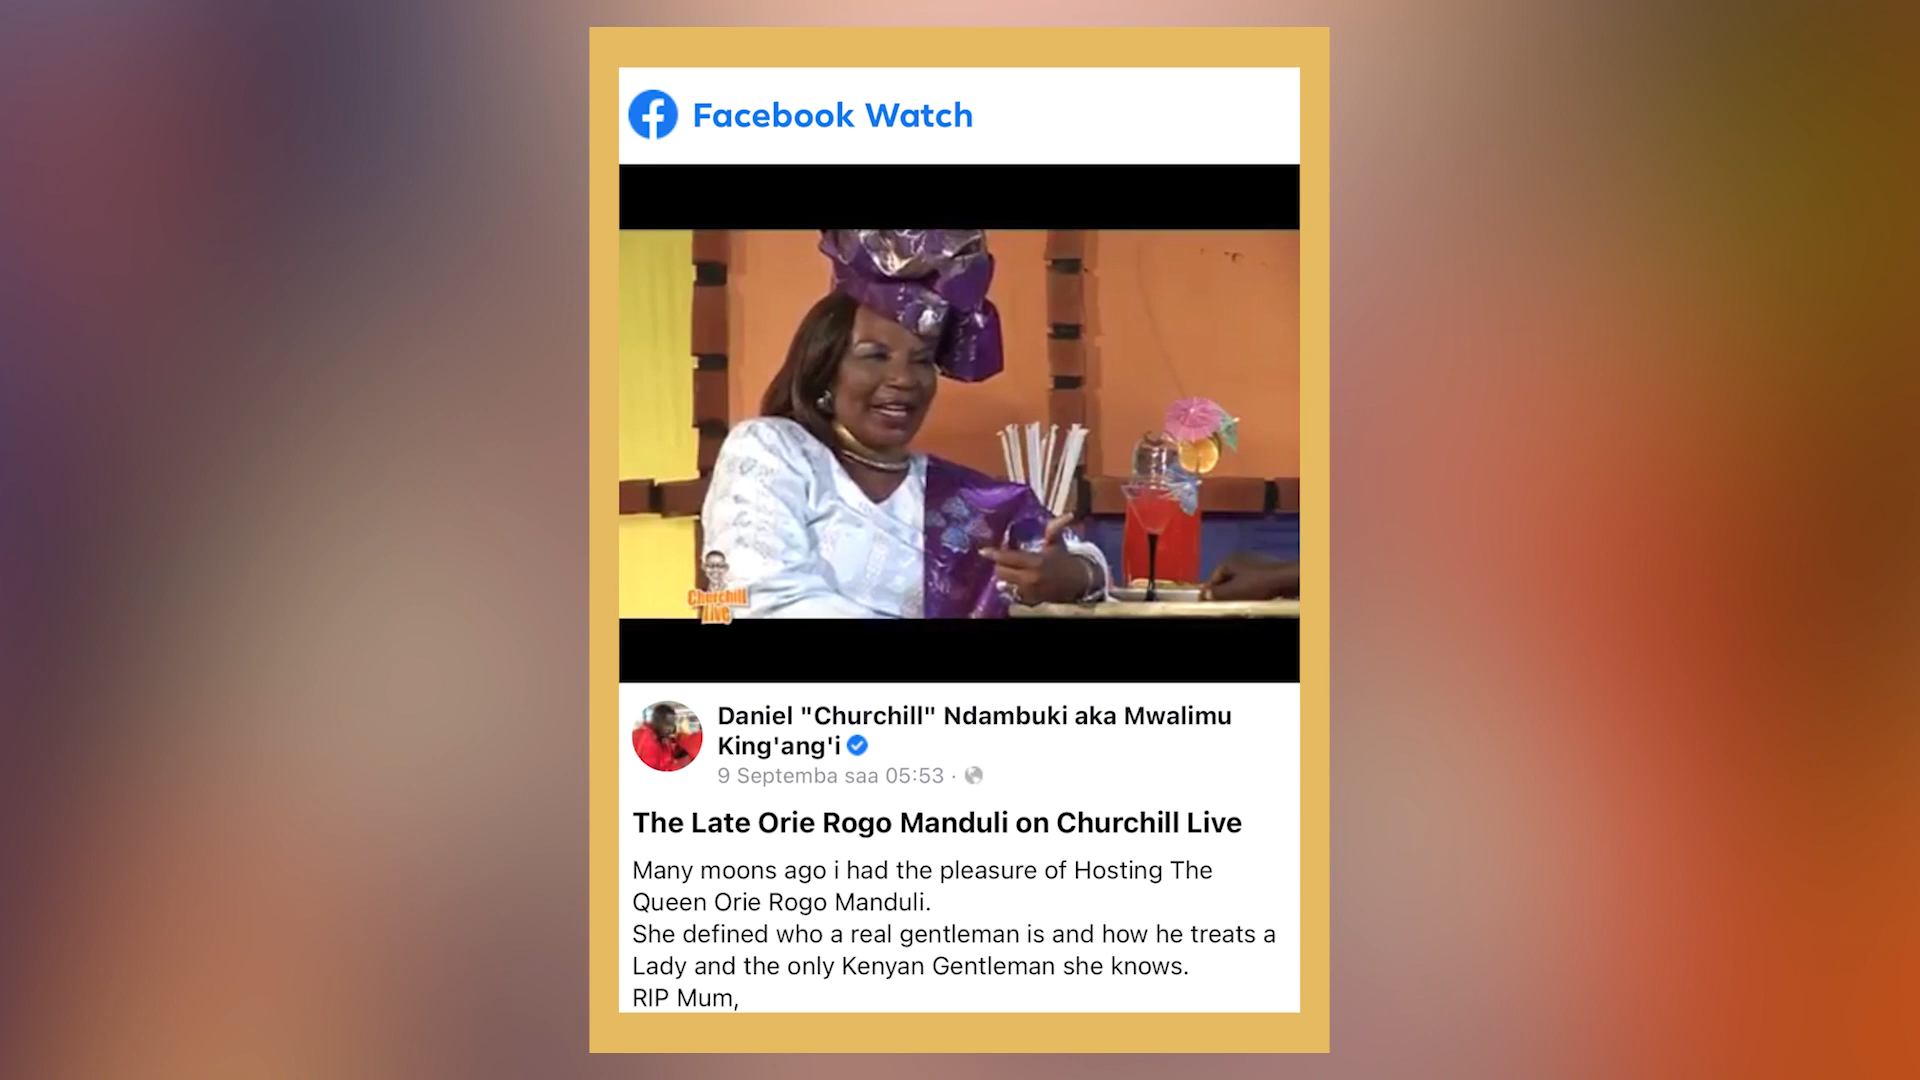 Facebook Watch
Churchill
live
Daniel "Churchill" Ndambuki aka Mwalimu
King'ang'i
9 Septemba saa 05:53 ·
The Late Orie Rogo Manduli on Churchill Live
Many moons ago i had the pleasure of Hosting The
Queen Orie Rogo Manduli.
She defined who a real gentleman is and how he treats a
Lady and the only Kenyan Gentleman she knows.
RIP Mum,